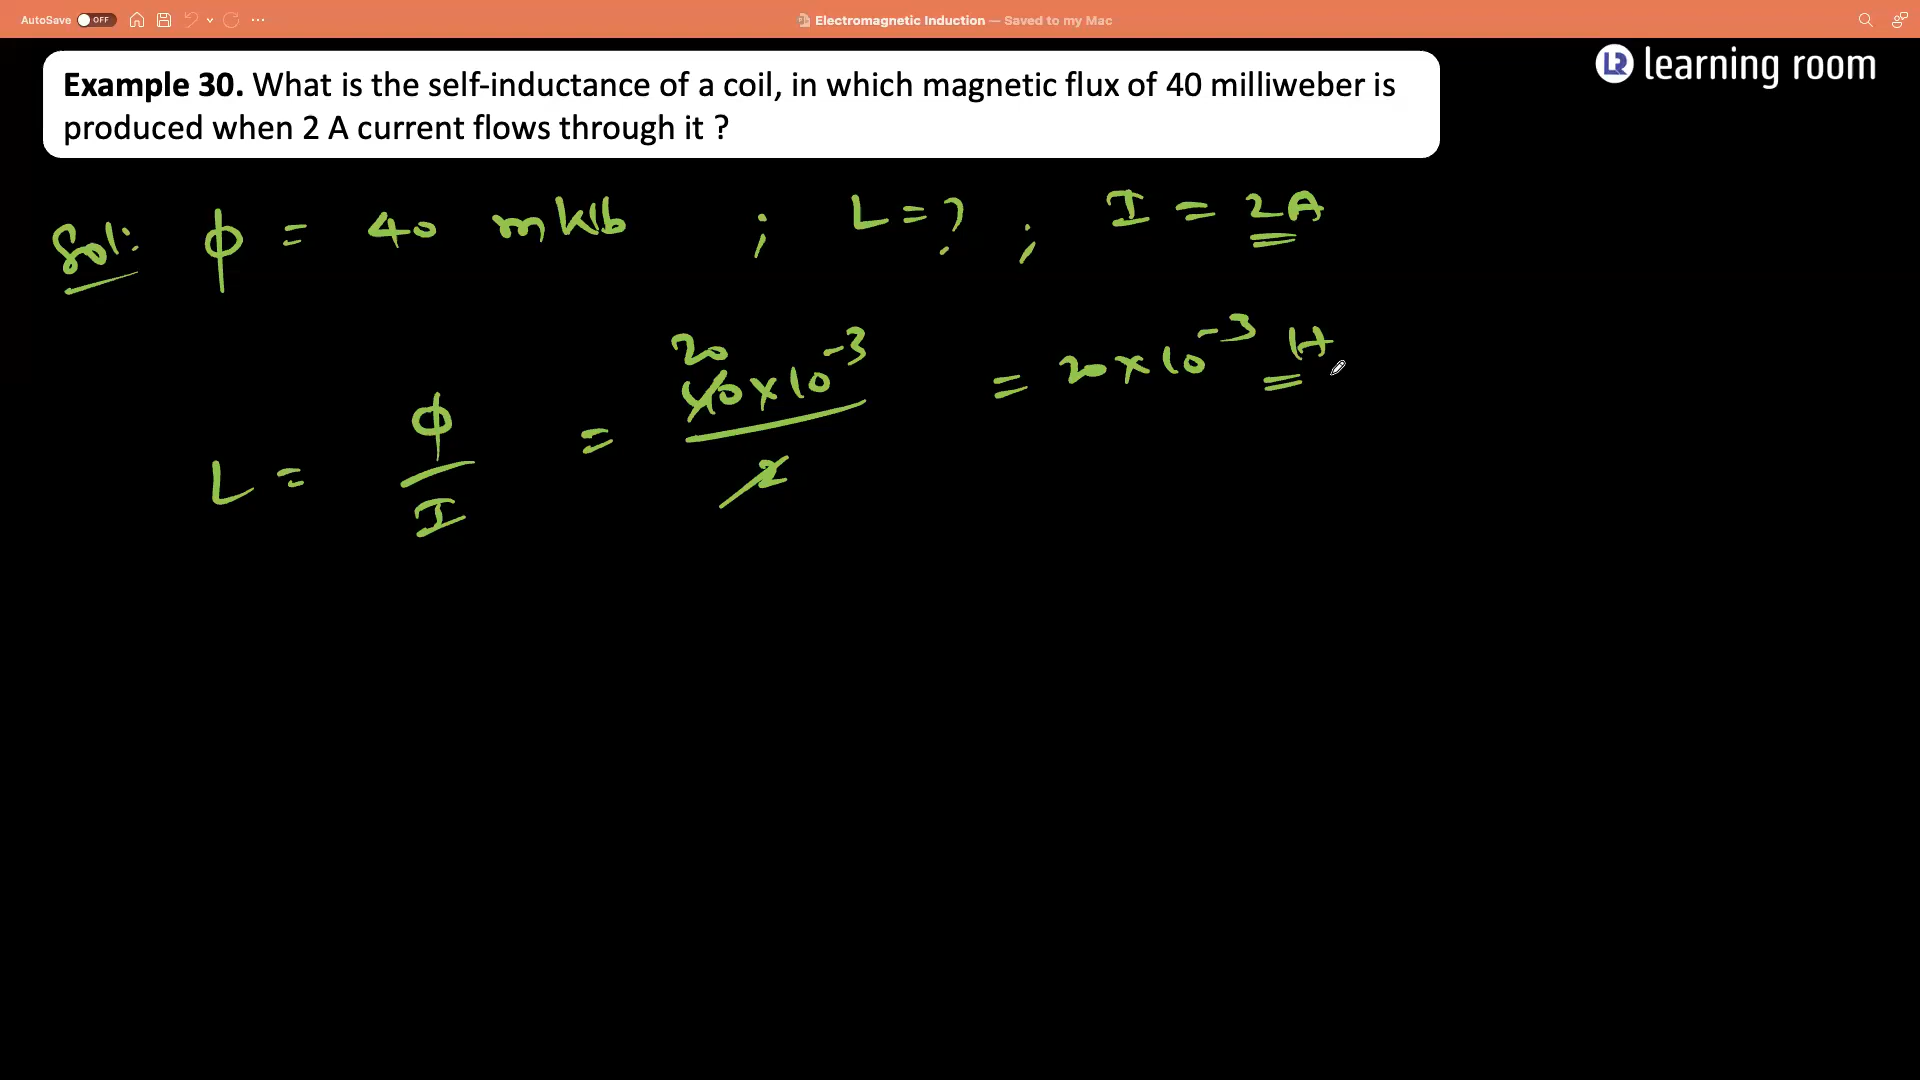 AutoSave OFF Electromagnetic Induction — Saved to my Mac
learning room
Example 30. What is the self-inductance of a coil, in which magnetic flux of 40 milliweber is
produced when 2 A current flows through it ?
Sol: ϕ = 40 mWb ; L = ? ; I = 2A
L = ϕ/I = 20 40×10⁻³/2 = 20×10⁻³ H